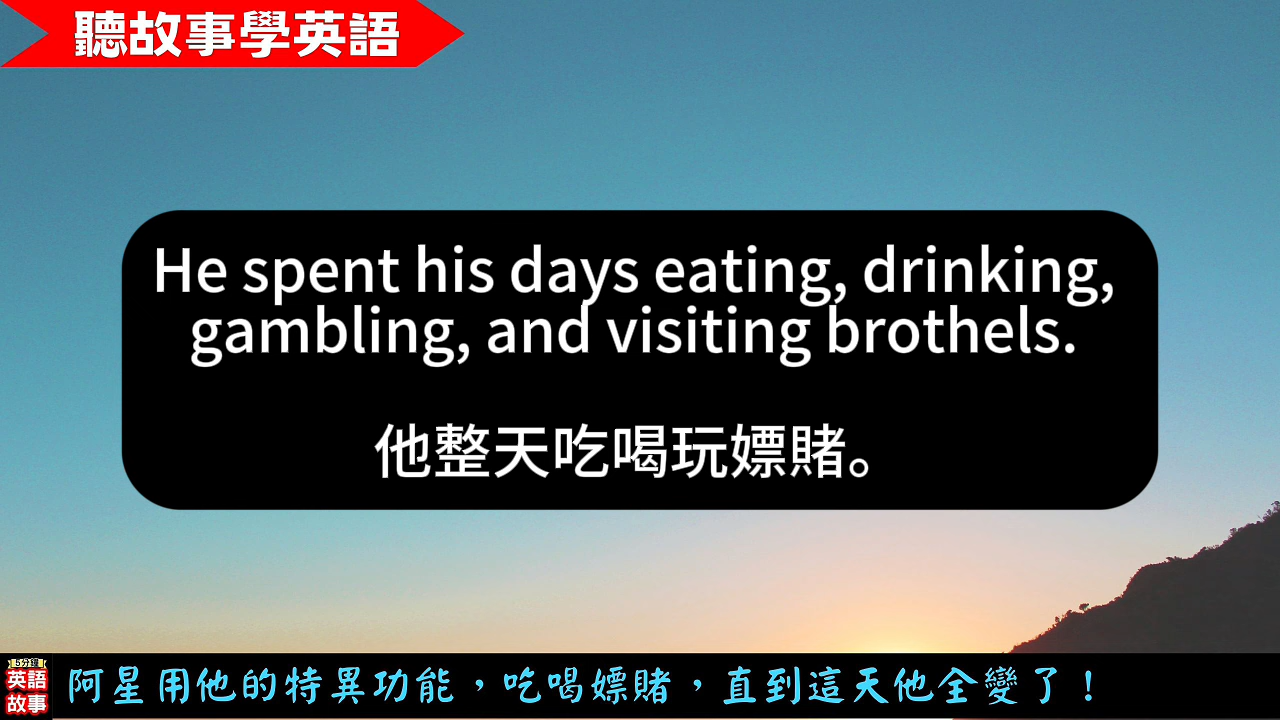 聽故事學英語
He spent his days eating, drinking,
gambling, and visiting brothels.
他整天吃喝玩嫖賭。
5分鐘
英語
故事
阿星用他的特異功能，吃喝嫖賭，直到這天他全變了！